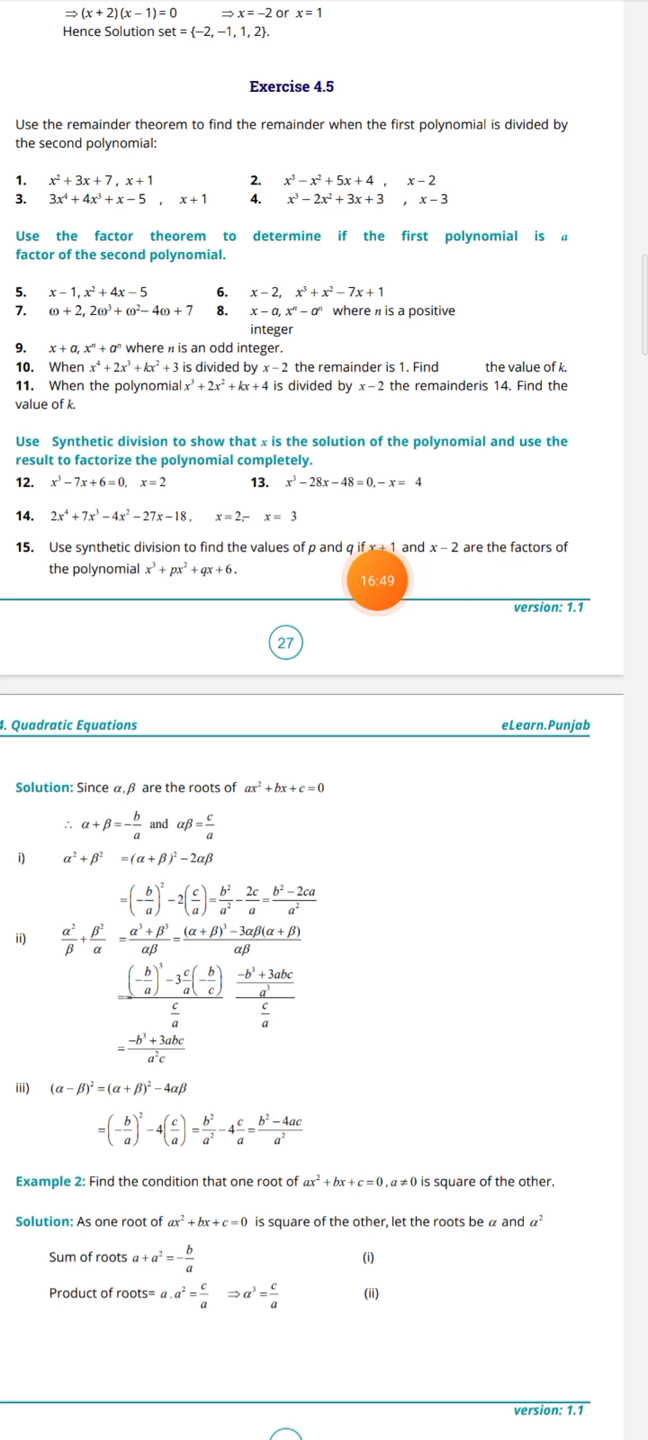 ⇒ (x + 2)(x − 1) = 0 ⇒ x = −2 or x = 1
Hence Solution set = {−2, −1, 1, 2}.
Exercise 4.5
Use the remainder theorem to find the remainder when the first polynomial is divided by
the second polynomial:
1. x² + 3x + 7 , x + 1 2. x³ − x² + 5x + 4 , x − 2
3. 3x⁴ + 4x³ + x − 5 , x + 1 4. x³ − 2x² + 3x + 3 , x − 3
Use the factor theorem to determine if the first polynomial is a
factor of the second polynomial.
5. x − 1, x² + 4x − 5 6. x − 2, x³ + x² − 7x + 1
7. ω + 2, 2ω³ + ω² − 4ω + 7 8. x − a, xⁿ − aⁿ where n is a positive
integer
9. x + a, xⁿ + aⁿ where n is an odd integer.
10. When x⁴ + 2x³ + kx² + 3 is divided by x − 2 the remainder is 1. Find the value of k.
11. When the polynomial x³ + 2x² + kx + 4 is divided by x − 2 the remainderis 14. Find the
value of k.
Use Synthetic division to show that x is the solution of the polynomial and use the
result to factorize the polynomial completely.
12. x³ − 7x + 6 = 0, x = 2 13. x³ − 28x − 48 = 0, − x = 4
14. 2x⁴ + 7x³ − 4x² − 27x − 18, x = 2,− x = 3
15. Use synthetic division to find the values of p and q if x + 1 and x − 2 are the factors of
the polynomial x³ + px² + qx + 6.
16:49
version: 1.1
27
4. Quadratic Equations eLearn.Punjab
Solution: Since α,β are the roots of ax² + bx + c = 0
∴ α + β = −b/a and αβ = c/a
i) α² + β² = (α + β)² − 2αβ
= (−b/a)² − 2(c/a) = b²/a² − 2c/a = (b² − 2ca)/a²
ii) α²/β + β²/α = (α³ + β³)/αβ = ((α + β)³ − 3αβ(α + β))/αβ
= ((−b/a)³ − 3 c/a (−b/c))/(c/a) ((−b³ + 3abc)/a³)/(c/a)
= (−b³ + 3abc)/a²c
iii) (α − β)² = (α + β)² − 4αβ
= (−b/a)² − 4(c/a) = b²/a² − 4 c/a = (b² − 4ac)/a²
Example 2: Find the condition that one root of ax² + bx + c = 0 , a ≠ 0 is square of the other.
Solution: As one root of ax² + bx + c = 0 is square of the other, let the roots be α and α²
Sum of roots a + a² = −b/a (i)
Product of roots= a . a² = c/a ⇒ α³ = c/a (ii)
version: 1.1